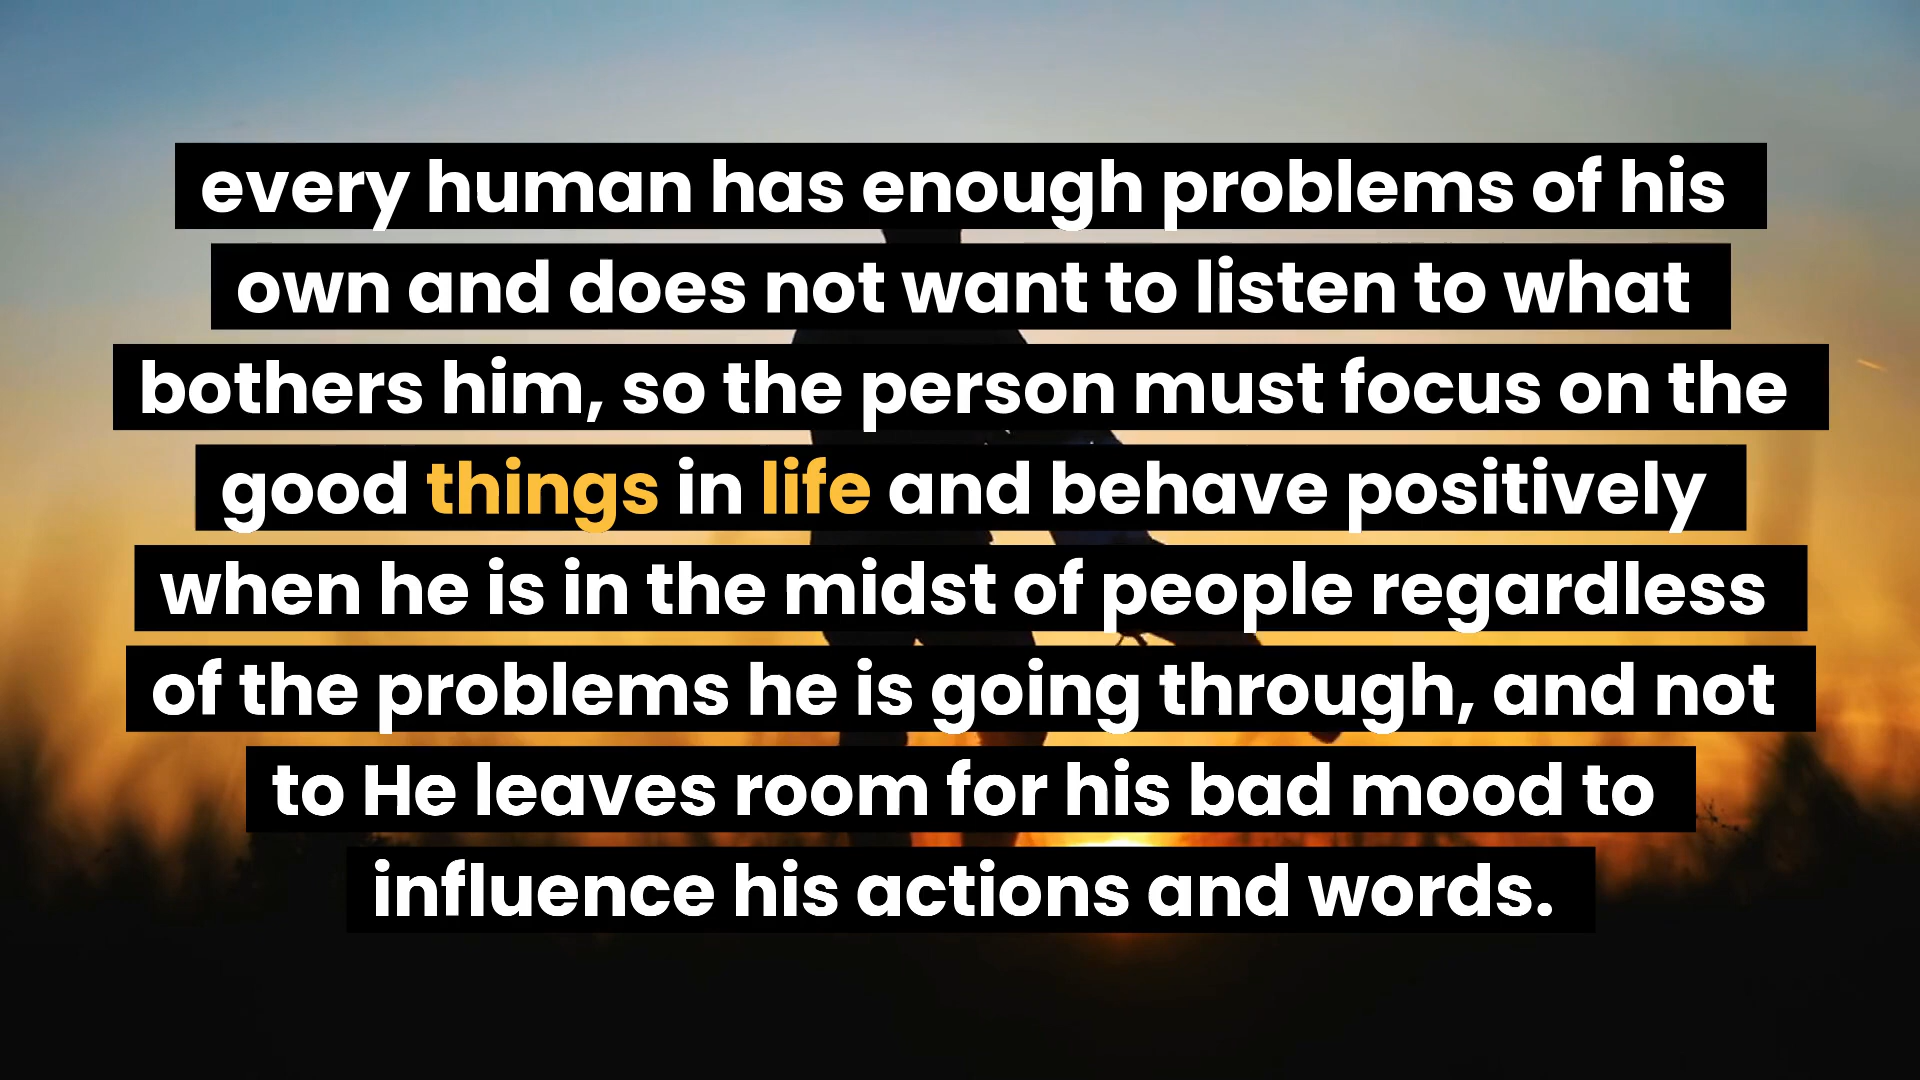 every human has enough problems of his
own and does not want to listen to what
bothers him, so the person must focus on the
good things in life and behave positively
when he is in the midst of people regardless
of the problems he is going through, and not
to He leaves room for his bad mood to
influence his actions and words.